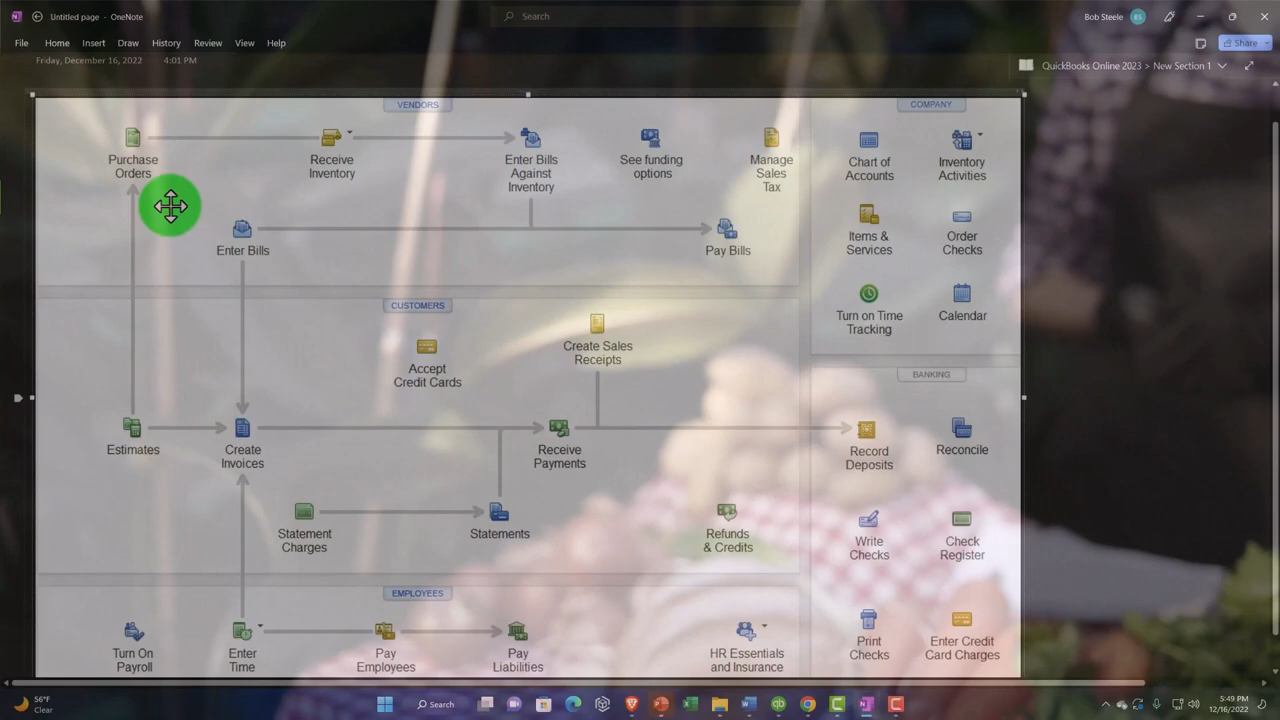 Untitled page - OneNote
Search
Bob Steele
BS
File Home Insert Draw History Review View Help
Share
Friday, December 16, 2022 4:01 PM
QuickBooks Online 2023 > New Section 1
VENDORS
COMPANY
Purchase
Orders
Receive
Inventory
Enter Bills
Against
Inventory
See funding
options
Manage
Sales
Tax
Chart of
Accounts
Inventory
Activities
Enter Bills
Pay Bills
Items &
Services
Order
Checks
CUSTOMERS
Turn on Time
Tracking
Calendar
Accept
Credit Cards
Create Sales
Receipts
BANKING
Estimates
Create
Invoices
Receive
Payments
Record
Deposits
Reconcile
Statement
Charges
Statements
Refunds
& Credits
Write
Checks
Check
Register
EMPLOYEES
Turn On
Payroll
Enter
Time
Pay
Employees
Pay
Liabilities
HR Essentials
and Insurance
Print
Checks
Enter Credit
Card Charges
56°F
Clear
Search
5:49 PM
12/16/2022